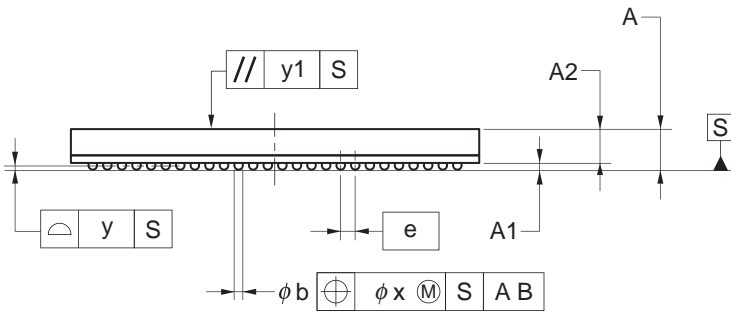 A
// y1 S
A2
S
⌓ y S
e
A1
φb ⌖ φx Ⓜ S A B